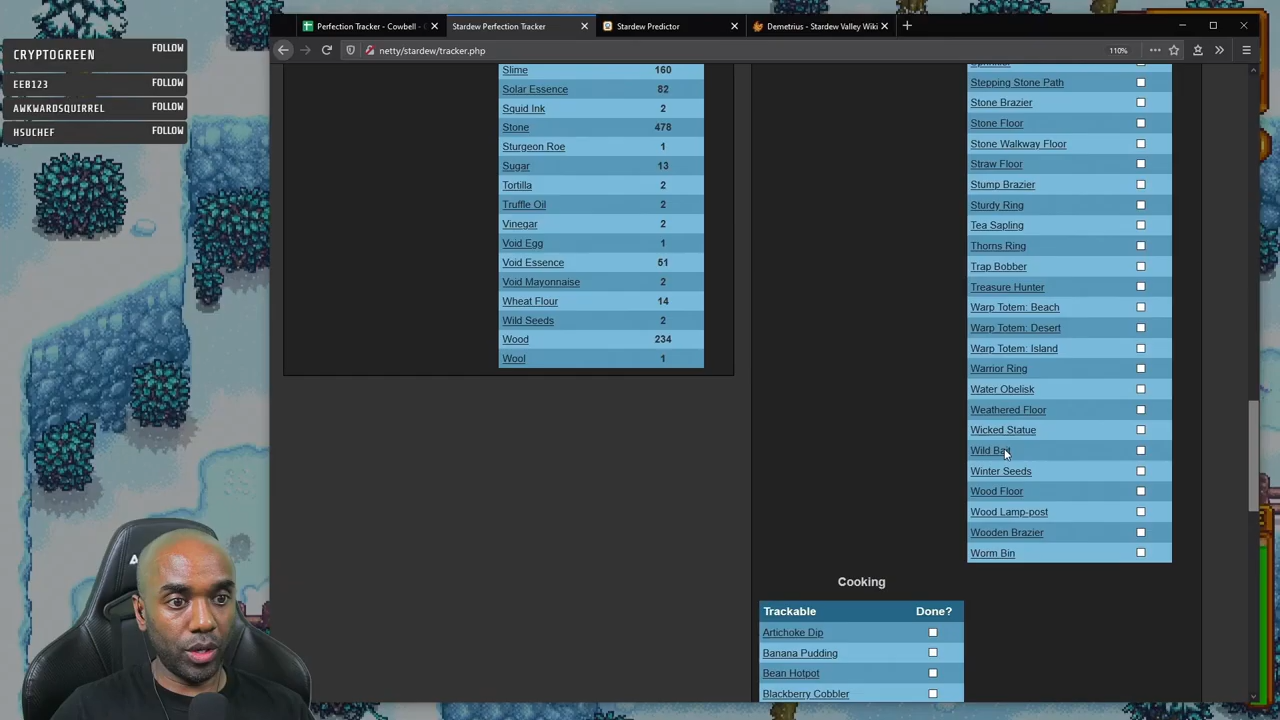 CRYPTOGREEN FOLLOW
EEB123 FOLLOW
AWKWARDSQUIRREL FOLLOW
HSUCHEF FOLLOW
Perfection Tracker - Cowbell -
Stardew Perfection Tracker
Stardew Predictor
Demetrius - Stardew Valley Wiki
netty/stardew/tracker.php
110%
Slime 160
Solar Essence 82
Squid Ink 2
Stone 478
Sturgeon Roe 1
Sugar 13
Tortilla 2
Truffle Oil 2
Vinegar 2
Void Egg 1
Void Essence 51
Void Mayonnaise 2
Wheat Flour 14
Wild Seeds 2
Wood 234
Wool 1
Stepping Stone Path
Stone Brazier
Stone Floor
Stone Walkway Floor
Straw Floor
Stump Brazier
Sturdy Ring
Tea Sapling
Thorns Ring
Trap Bobber
Treasure Hunter
Warp Totem: Beach
Warp Totem: Desert
Warp Totem: Island
Warrior Ring
Water Obelisk
Weathered Floor
Wicked Statue
Wild Bait
Winter Seeds
Wood Floor
Wood Lamp-post
Wooden Brazier
Worm Bin
Cooking
Trackable Done?
Artichoke Dip
Banana Pudding
Bean Hotpot
Blackberry Cobbler